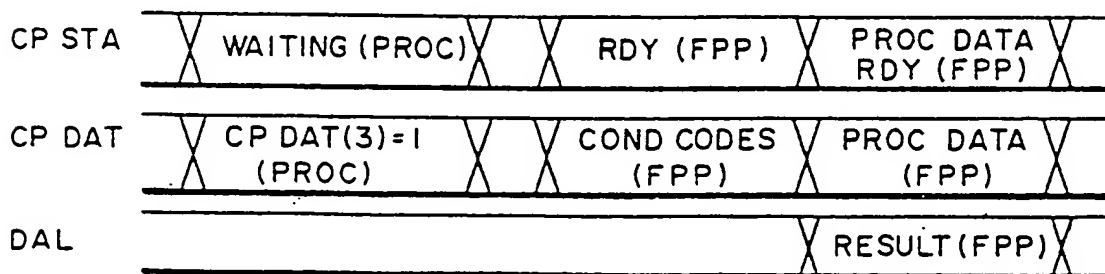 CP STA
WAITING (PROC)
RDY (FPP)
PROC DATA
RDY (FPP)
CP DAT
CP DAT(3)=1
(PROC)
COND CODES
(FPP)
PROC DATA
(FPP)
DAL
RESULT (FPP)